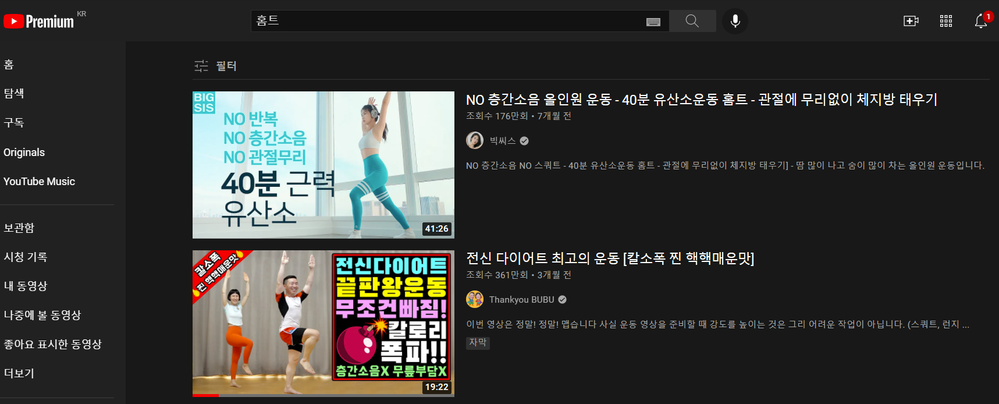 Premium KR
홈트
1
홈
탐색
구독
Originals
YouTube Music
보관함
시청 기록
내 동영상
나중에 볼 동영상
좋아요 표시한 동영상
더보기
필터
BIG
SIS
NO 반복
NO 층간소음
NO 관절무리
40분 근력
유산소
41:26
NO 층간소음 올인원 운동 - 40분 유산소운동 홈트 - 관절에 무리없이 체지방 태우기
조회수 176만회 • 7개월 전
빅씨스
NO 층간소음 NO 스쿼트 - 40분 유산소운동 홈트 - 관절에 무리없이 체지방 태우기] - 땀 많이 나고 숨이 많이 차는 올인원 운동입니다.
칼소폭
찐 핵핵매운맛
전신다이어트
끝판왕운동
무조건빠짐!
칼로리
폭파!!
층간소음X 무릎부담X
19:22
전신 다이어트 최고의 운동 [칼소폭 찐 핵핵매운맛]
조회수 361만회 • 3개월 전
Thankyou BUBU
이번 영상은 정말! 정말! 맵습니다 사실 운동 영상을 준비할 때 강도를 높이는 것은 그리 어려운 작업이 아닙니다. (스쿼트, 런지 ...
자막